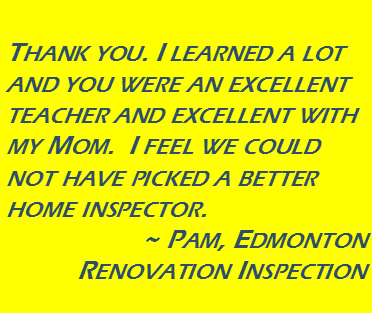 Thank you. I learned a lot
and you were an excellent
teacher and excellent with
my Mom.  I feel we could
not have picked a better
home inspector.
~ Pam, Edmonton
Renovation Inspection